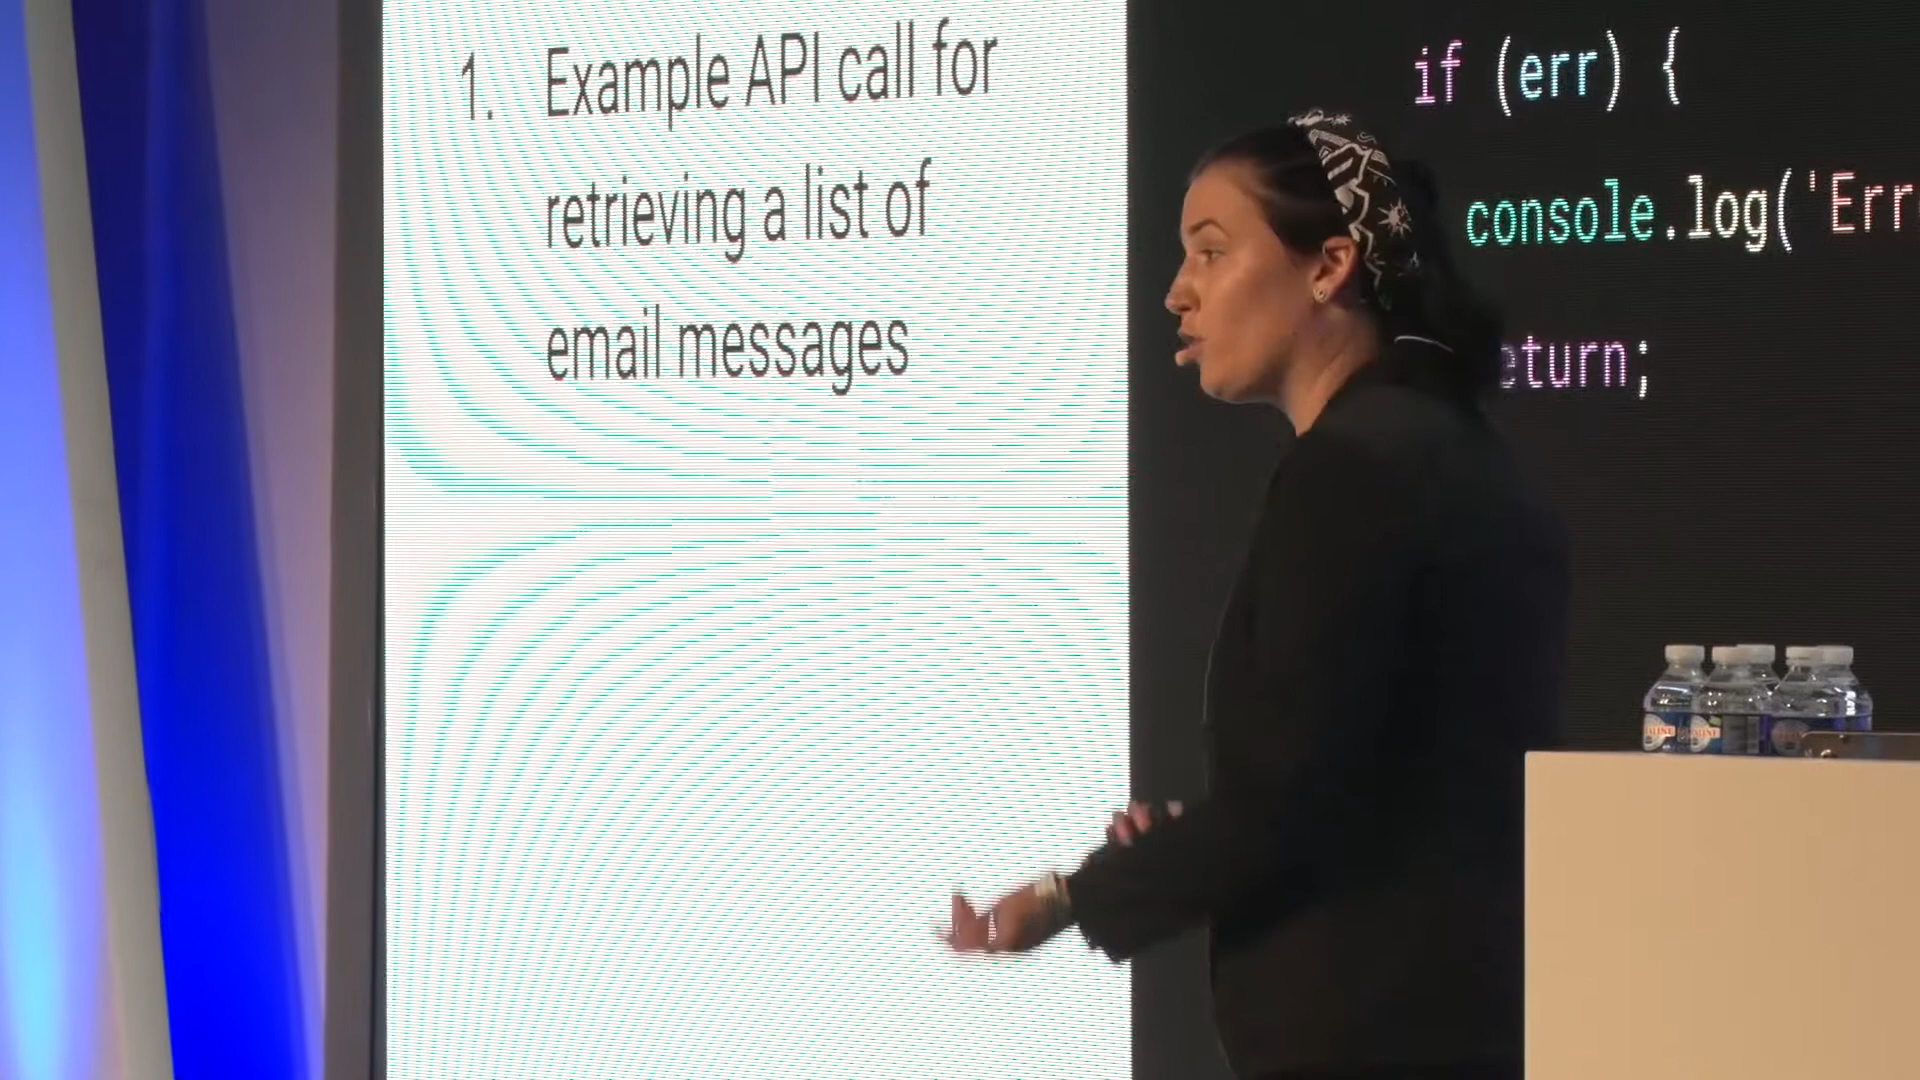 1. Example API call for
retrieving a list of
email messages
if (err) {
console.log('Err
eturn;